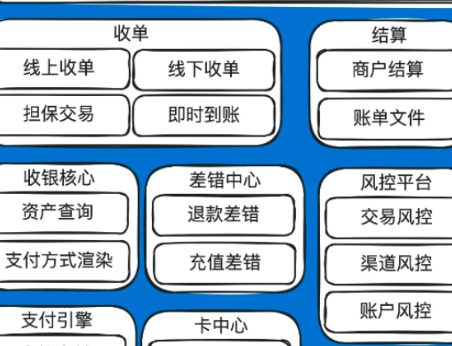 收单
线上收单
线下收单
担保交易
即时到账
结算
商户结算
账单文件
收银核心
资产查询
支付方式渲染
差错中心
退款差错
充值差错
风控平台
交易风控
渠道风控
账户风控
支付引擎
卡中心